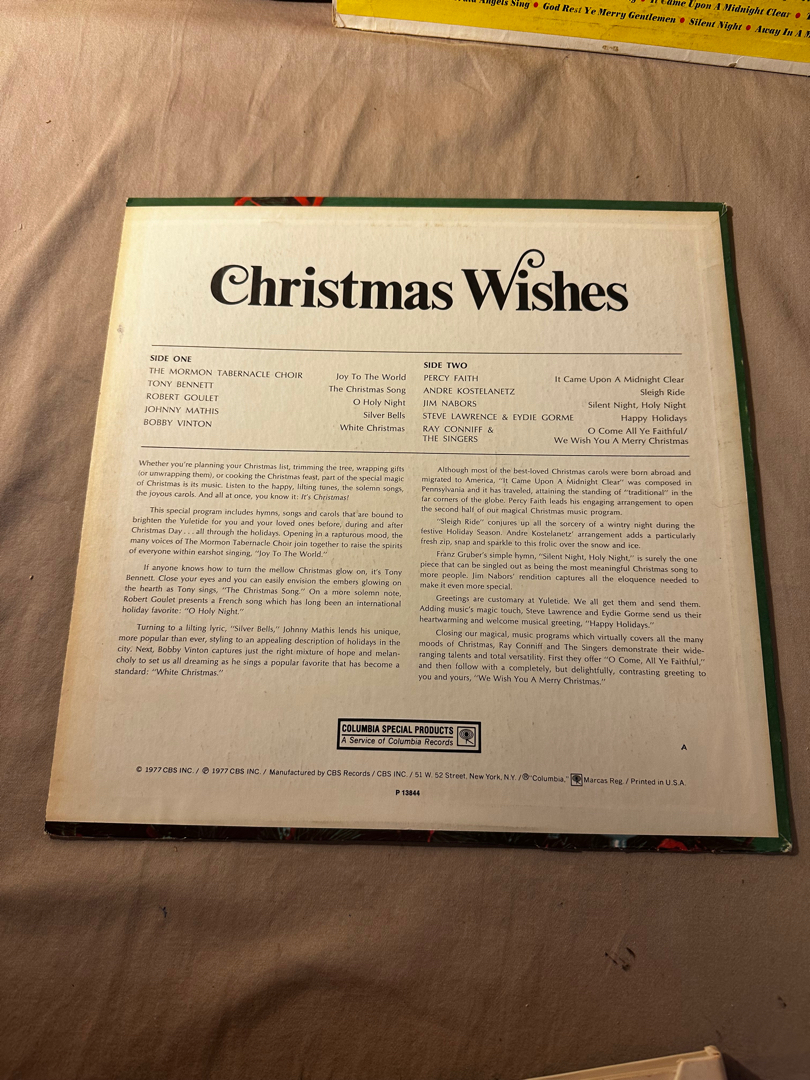 Angels Sing • God Rest Ye Merry Gentlemen • Silent Night • Away In A
It Came Upon A Midnight Clear •
Christmas Wishes
SIDE ONE
THE MORMON TABERNACLE CHOIR Joy To The World
TONY BENNETT The Christmas Song
ROBERT GOULET O Holy Night
JOHNNY MATHIS Silver Bells
BOBBY VINTON White Christmas
SIDE TWO
PERCY FAITH It Came Upon A Midnight Clear
ANDRE KOSTELANETZ Sleigh Ride
JIM NABORS Silent Night, Holy Night
STEVE LAWRENCE & EYDIE GORME Happy Holidays
RAY CONNIFF & O Come All Ye Faithful/
THE SINGERS We Wish You A Merry Christmas
Whether you're planning your Christmas list, trimming the tree, wrapping gifts
(or unwrapping them), or cooking the Christmas feast, part of the special magic
of Christmas is its music. Listen to the happy, lilting tunes, the solemn songs,
the joyous carols. And all at once, you know it: It's Christmas!
This special program includes hymns, songs and carols that are bound to
brighten the Yuletide for you and your loved ones before, during and after
Christmas Day . . . all through the holidays. Opening in a rapturous mood, the
many voices of The Mormon Tabernacle Choir join together to raise the spirits
of everyone within earshot singing, "Joy To The World."
If anyone knows how to turn the mellow Christmas glow on, it's Tony
Bennett. Close your eyes and you can easily envision the embers glowing on
the hearth as Tony sings, "The Christmas Song." On a more solemn note,
Robert Goulet presents a French song which has long been an international
holiday favorite: "O Holy Night."
Turning to a lilting lyric, "Silver Bells," Johnny Mathis lends his unique,
more popular than ever, styling to an appealing description of holidays in the
city. Next, Bobby Vinton captures just the right mixture of hope and melan-
choly to set us all dreaming as he sings a popular favorite that has become a
standard: "White Christmas."
Although most of the best-loved Christmas carols were born abroad and
migrated to America, "It Came Upon A Midnight Clear" was composed in
Pennsylvania and it has traveled, attaining the standing of "traditional" in the
far corners of the globe. Percy Faith leads his engaging arrangement to open
the second half of our magical Christmas music program.
"Sleigh Ride" conjures up all the sorcery of a wintry night during the
festive Holiday Season. Andre Kostelanetz' arrangement adds a particularly
fresh zip, snap and sparkle to this frolic over the snow and ice.
Franz Gruber's simple hymn, "Silent Night, Holy Night," is surely the one
piece that can be singled out as being the most meaningful Christmas song to
more people. Jim Nabors' rendition captures all the eloquence needed to
make it even more special.
Greetings are customary at Yuletide. We all get them and send them.
Adding music's magic touch, Steve Lawrence and Eydie Gorme send us their
heartwarming and welcome musical greeting, "Happy Holidays."
Closing our magical, music programs which virtually covers all the many
moods of Christmas, Ray Conniff and The Singers demonstrate their wide-
ranging talents and total versatility. First they offer "O Come, All Ye Faithful,"
and then follow with a completely, but delightfully, contrasting greeting to
you and yours, "We Wish You A Merry Christmas."
COLUMBIA SPECIAL PRODUCTS
A Service of Columbia Records
A
© 1977 CBS INC. / ℗ 1977 CBS INC. / Manufactured by CBS Records / CBS INC. / 51 W. 52 Street, New York, N.Y. / ® "Columbia," Marcas Reg. / Printed in U.S.A.
P 13844